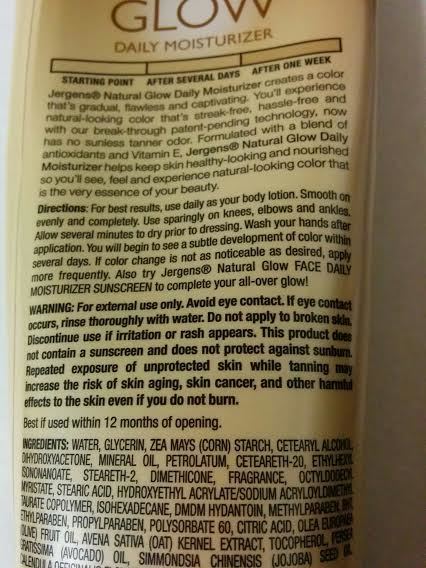 GLOW
DAILY MOISTURIZER
STARTING POINT AFTER SEVERAL DAYS AFTER ONE WEEK
Jergens® Natural Glow Daily Moisturizer creates a color
that's gradual, flawless and captivating. You'll experience
natural-looking color that's streak-free, hassle-free and
with our break-through patent-pending technology, now
has no sunless tanner odor. Formulated with a blend of
antioxidants and Vitamin E, Jergens® Natural Glow Daily
Moisturizer helps keep skin healthy-looking and nourished
so you'll see, feel and experience natural-looking color that
is the very essence of your beauty.
Directions: For best results, use daily as your body lotion. Smooth on
evenly and completely. Use sparingly on knees, elbows and ankles.
Allow several minutes to dry prior to dressing. Wash your hands after
application. You will begin to see a subtle development of color within
several days. If color change is not as noticeable as desired, apply
more frequently. Also try Jergens® Natural Glow FACE DAILY
MOISTURIZER SUNSCREEN to complete your all-over glow!
WARNING: For external use only. Avoid eye contact. If eye contact
occurs, rinse thoroughly with water. Do not apply to broken skin.
Discontinue use if irritation or rash appears. This product does
not contain a sunscreen and does not protect against sunburn.
Repeated exposure of unprotected skin while tanning may
increase the risk of skin aging, skin cancer, and other harmful
effects to the skin even if you do not burn.
Best if used within 12 months of opening.
INGREDIENTS: WATER, GLYCERIN, ZEA MAYS (CORN) STARCH, CETEARYL ALCOHOL,
DIHYDROXYACETONE, MINERAL OIL, PETROLATUM, CETEARETH-20, ETHYLHEXYL
ISONONANOATE, STEARETH-2, DIMETHICONE, FRAGRANCE, OCTYLDODECYL
MYRISTATE, STEARIC ACID, HYDROXYETHYL ACRYLATE/SODIUM ACRYLOYLDIMETHYL
TAURATE COPOLYMER, ISOHEXADECANE, DMDM HYDANTOIN, METHYLPARABEN, BHT,
ETHYLPARABEN, PROPYLPARABEN, POLYSORBATE 60, CITRIC ACID, OLEA EUROPAEA
(OLIVE) FRUIT OIL, AVENA SATIVA (OAT) KERNEL EXTRACT, TOCOPHEROL, PERSEA
GRATISSIMA (AVOCADO) OIL, SIMMONDSIA CHINENSIS (JOJOBA) SEED OIL,
CALENDULA OFFICINALIS